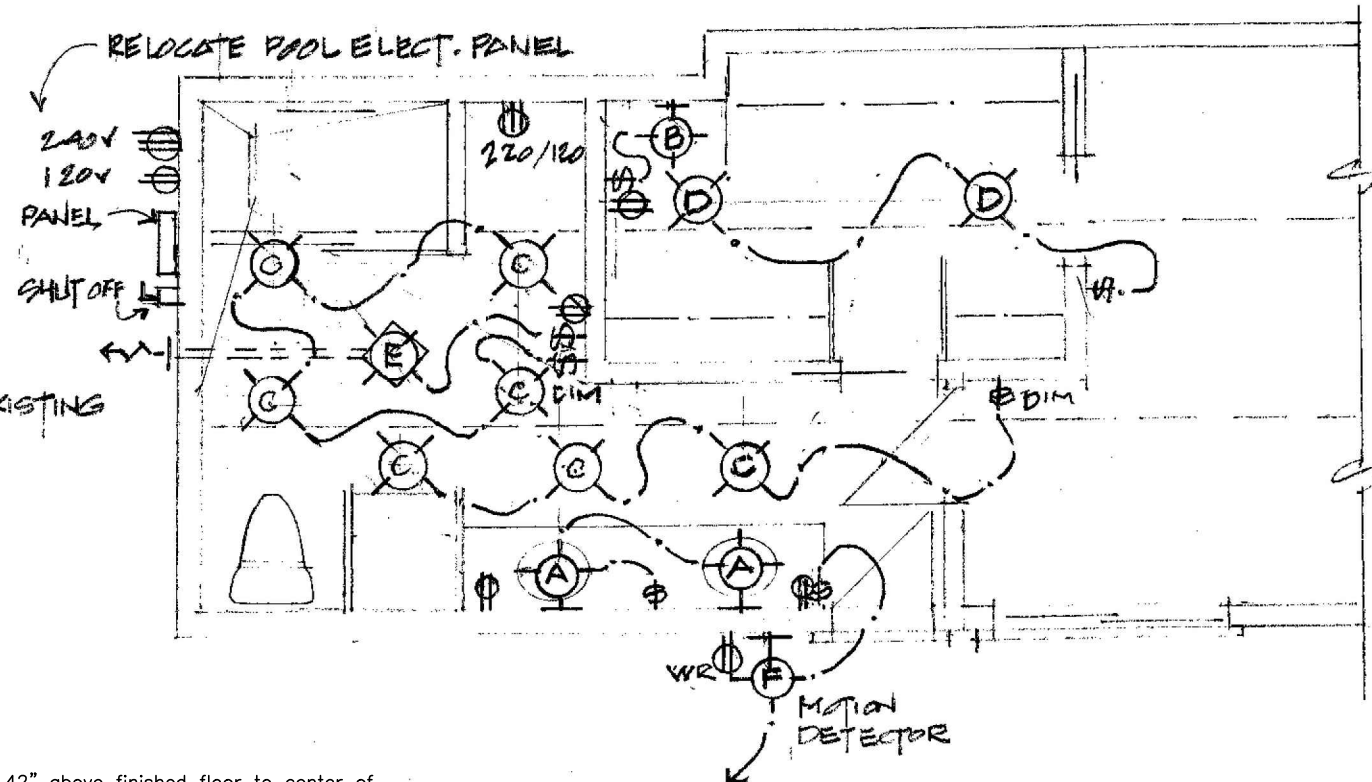 RELOCATE POOL ELECT. PANEL
240V
120V
PANEL
SHUT OFF
220/120
B
$
D
D
$
C
C
E
$$
DIM
C
C
XISTING
$ DIM
C
C
C
A
A
$
$
WR
F
MOTION
DETECTOR
42" above finished floor to center of